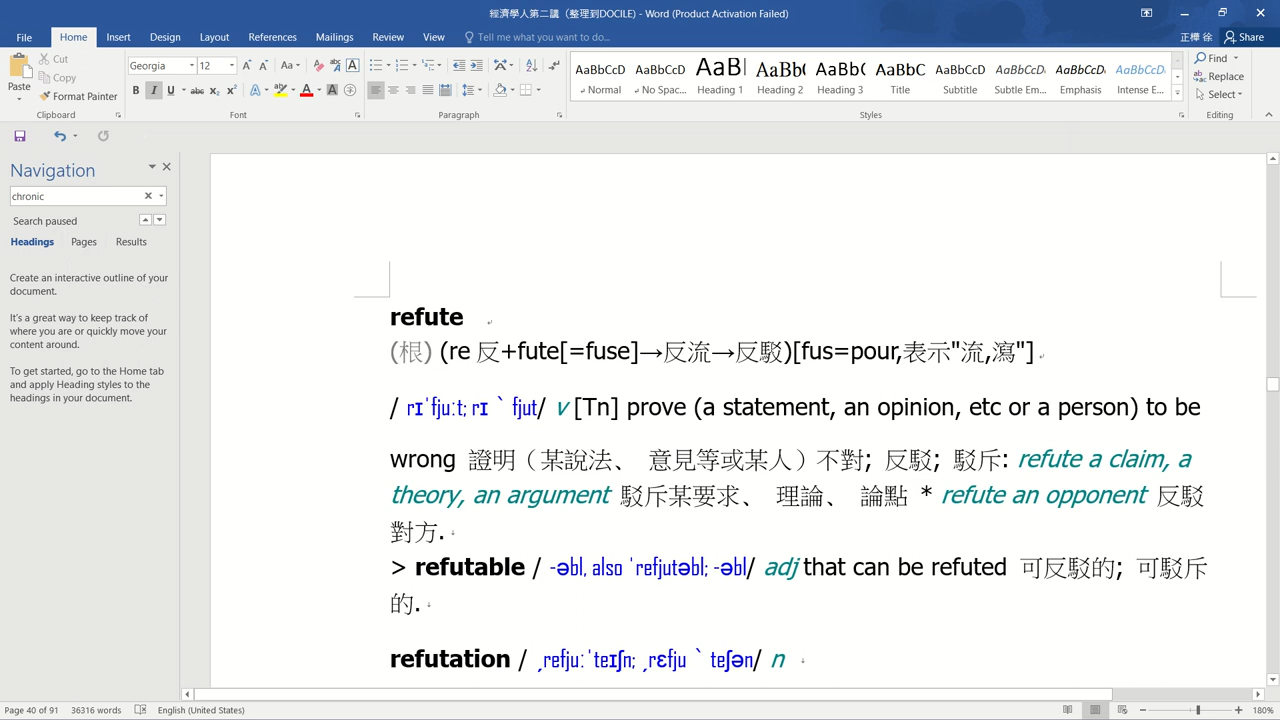 經濟學人第二講（整理到DOCILE) - Word (Product Activation Failed)
File Home Insert Design Layout References Mailings Review View Tell me what you want to do... 正樺 徐 Share
Paste Cut Copy Format Painter
Georgia 12
AaBbCcD AaBbCcD AaBbC AaBbC AaBbC AaBbC AaBbCcD AaBbCcD AaBbCcD AaBbCcD
Normal No Spac... Heading 1 Heading 2 Heading 3 Title Subtitle Subtle Em... Emphasis Intense E...
Find Replace Select
Clipboard Font Paragraph Styles Editing
Navigation
chronic
Search paused
Headings Pages Results
Create an interactive outline of your
document.
It's a great way to keep track of
where you are or quickly move your
content around.
To get started, go to the Home tab
and apply Heading styles to the
headings in your document.
refute
(根) (re 反+fute[=fuse]→反流→反駁)[fus=pour,表示"流,瀉"]
/ rɪˈfjuːt; rɪˋfjut/ v [Tn] prove (a statement, an opinion, etc or a person) to be
wrong 證明（某說法、 意見等或某人）不對; 反駁; 駁斥: refute a claim, a
theory, an argument 駁斥某要求、 理論、 論點 * refute an opponent 反駁
對方.
> refutable / -əbl, also ˈrefjutəbl; -əbl/ adj that can be refuted 可反駁的; 可駁斥
的.
refutation / ˌrefjuːˈteɪʃn; ˌrɛfjuˋteʃən/ n
Page 40 of 91 36316 words English (United States) 180%